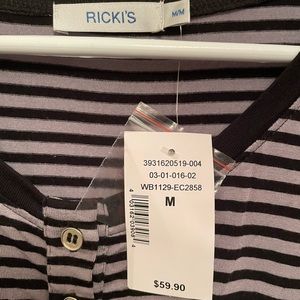 RICKI'S
M/M
3931620519-004
03-01-016-02
WB1129-EC2858
M
$59.90